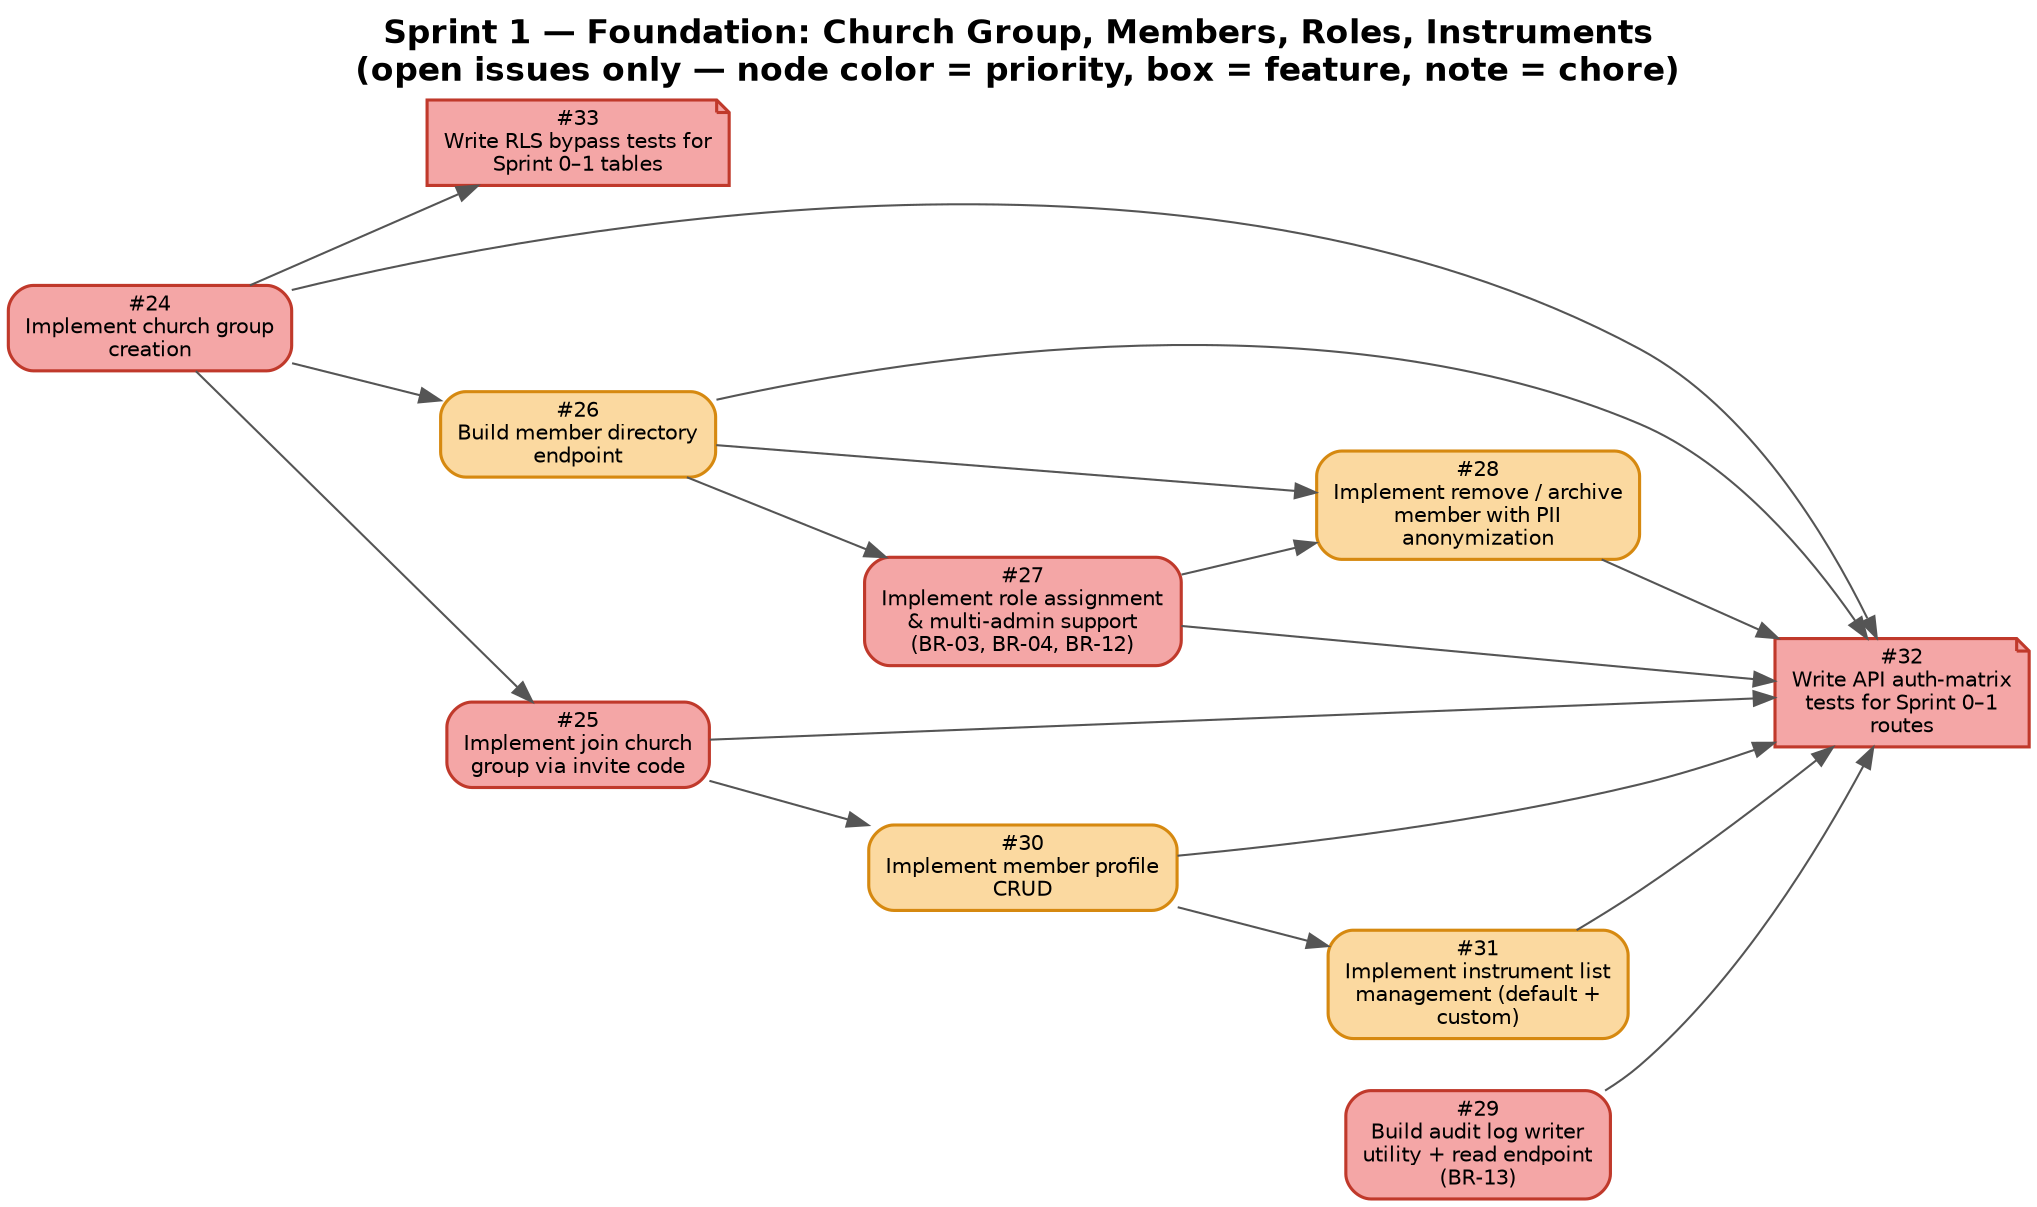 Sprint 1 — Foundation: Church Group, Members, Roles, Instruments
(open issues only — node color = priority, box = feature, note = chore)
#33
Write RLS bypass tests for
Sprint 0–1 tables
#24
Implement church group
creation
#26
Build member directory
endpoint
#28
Implement remove / archive
member with PII
anonymization
#27
Implement role assignment
& multi-admin support
(BR-03, BR-04, BR-12)
#32
Write API auth-matrix
tests for Sprint 0–1
routes
#25
Implement join church
group via invite code
#30
Implement member profile
CRUD
#31
Implement instrument list
management (default +
custom)
#29
Build audit log writer
utility + read endpoint
(BR-13)